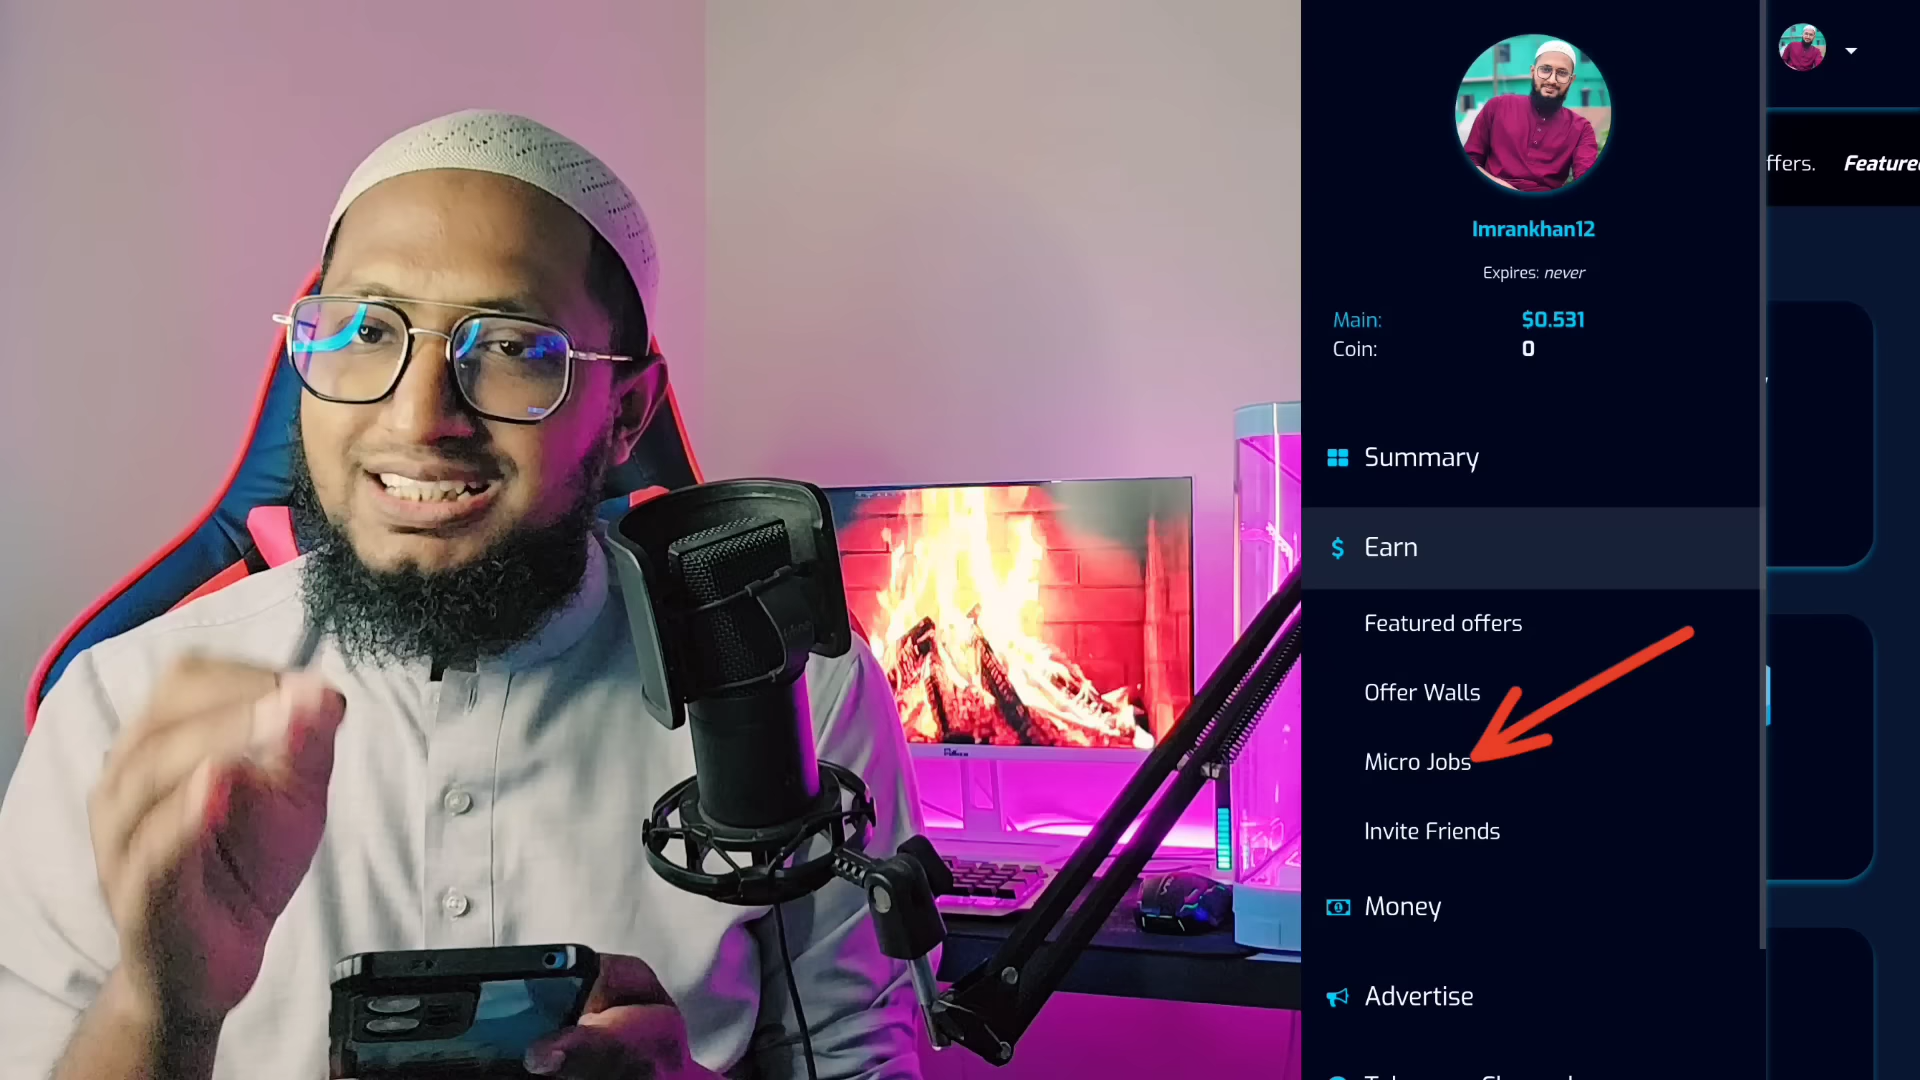 ffers. Feature
Imrankhan12
Expires: never
Main: $0.531
Coin: 0
Summary
$ Earn
Featured offers
Offer Walls
Micro Jobs
Invite Friends
Money
Advertise